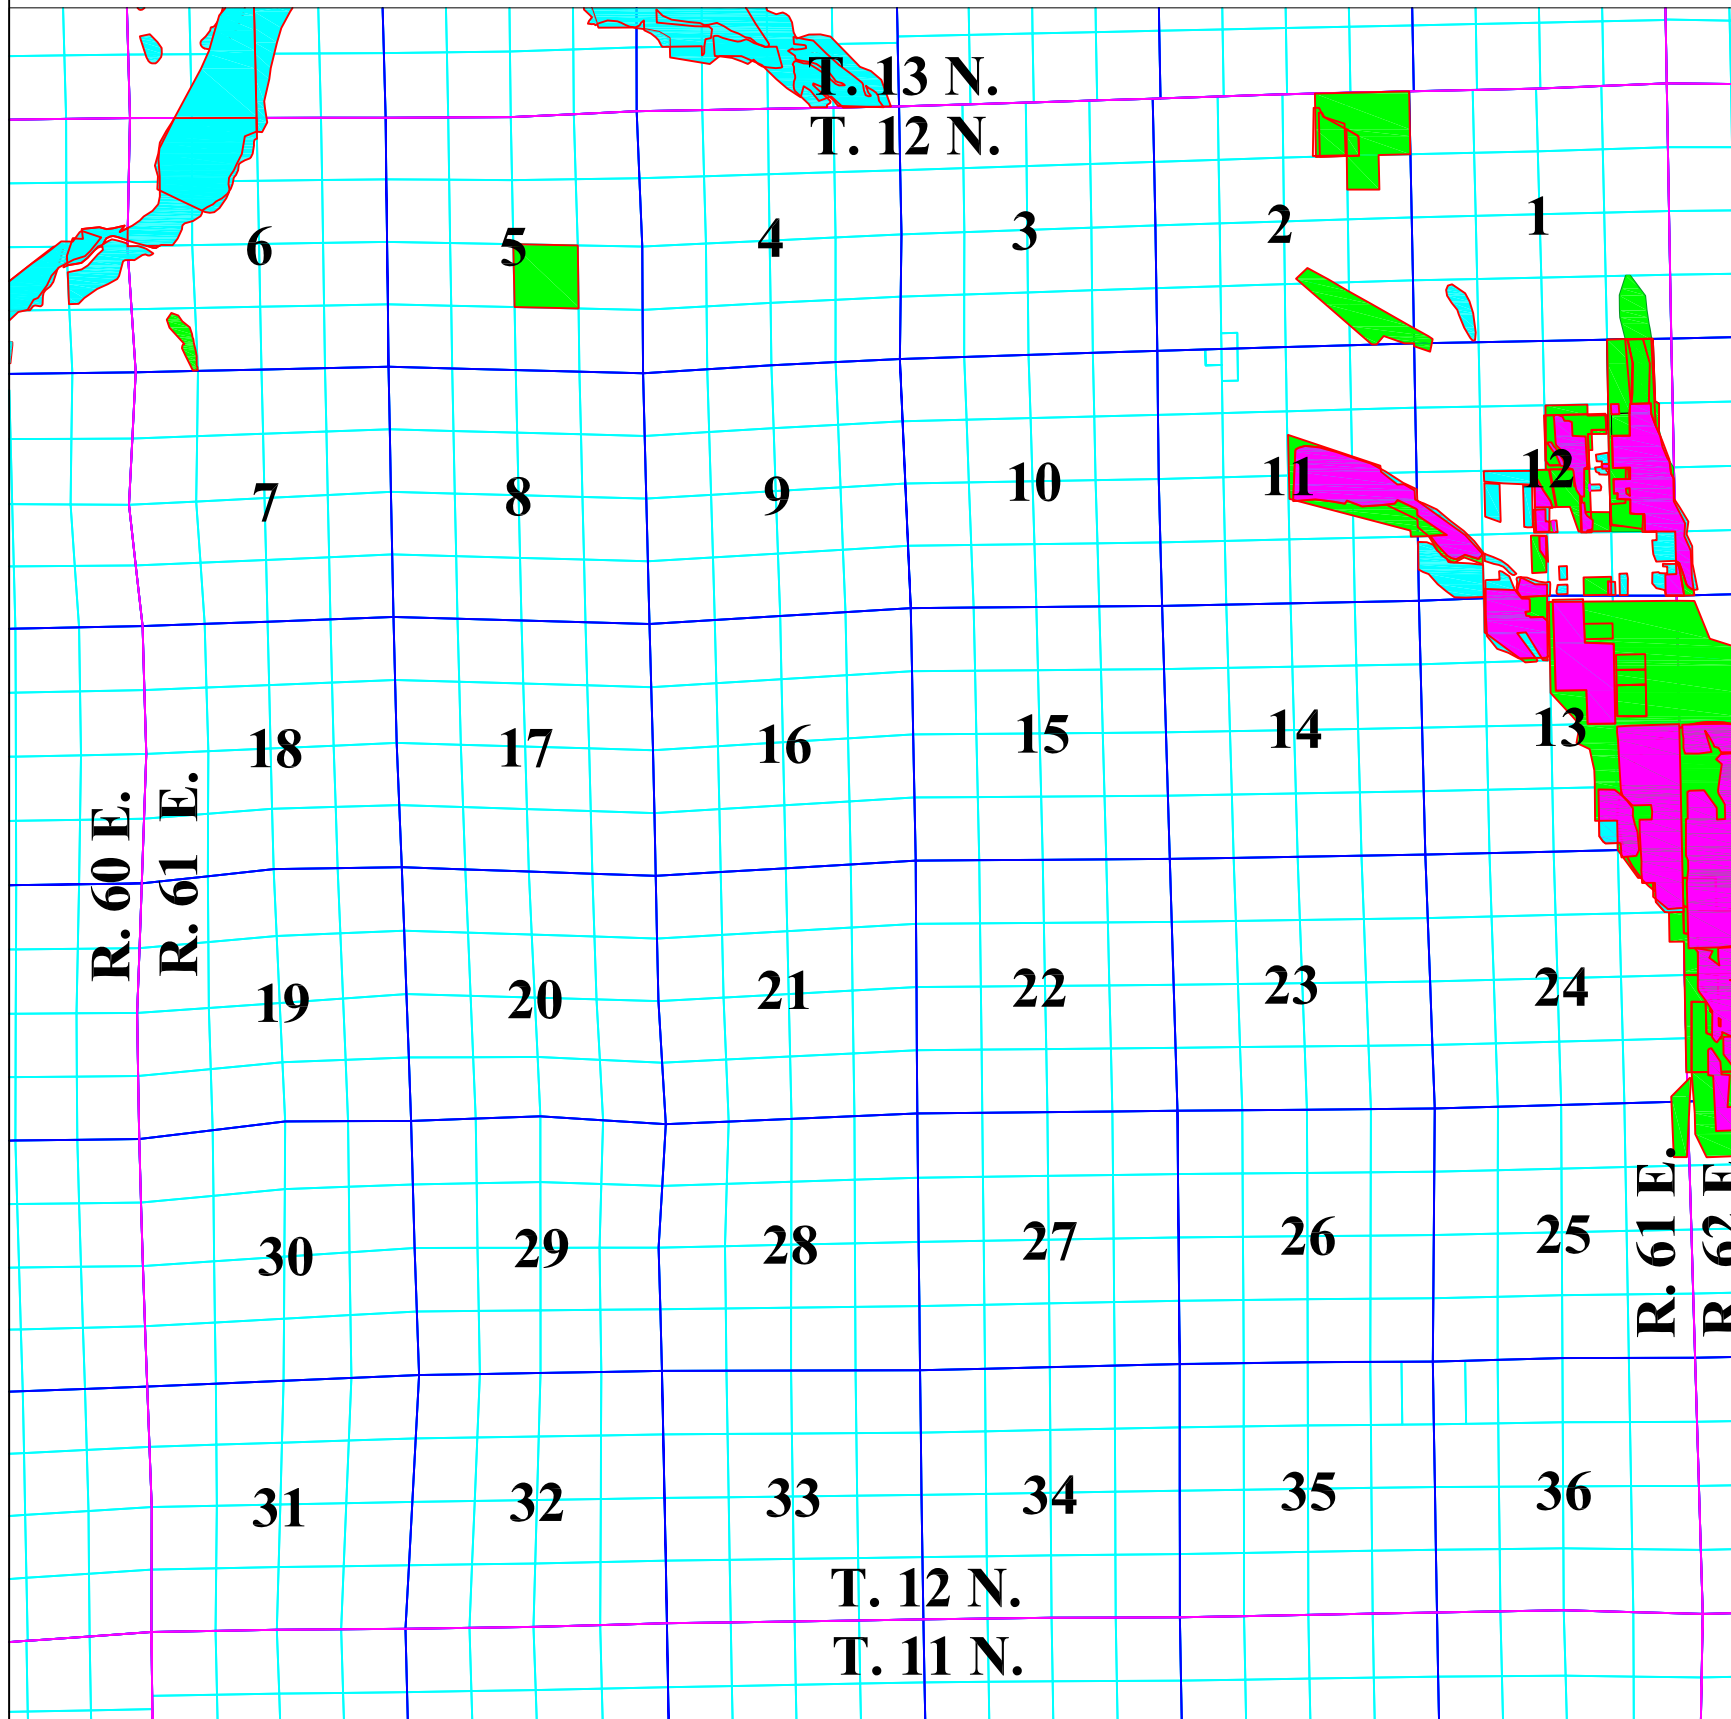 T. 13 N.
T. 12 N.
6 5 4 3 2 1
7 8 9 10 11 12
18 17 16 15 14 13
R. 60 E.
R. 61 E.
19 20 21 22 23 24
30 29 28 27 26 25
R. 61 E.
R. 62 E
31 32 33 34 35 36
T. 12 N.
T. 11 N.